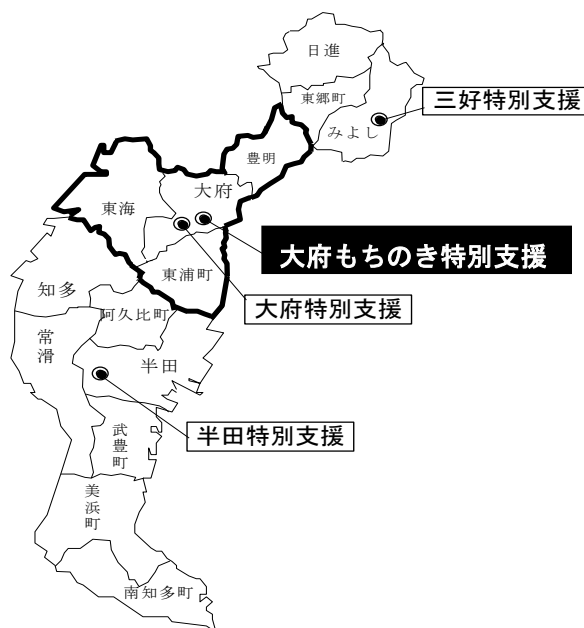 日進
東郷町
三好特別支援
みよし
豊明
大府
東海
大府もちのき特別支援
東浦町
知多
大府特別支援
阿久比町
常滑
半田
半田特別支援
武豊町
美浜町
南知多町